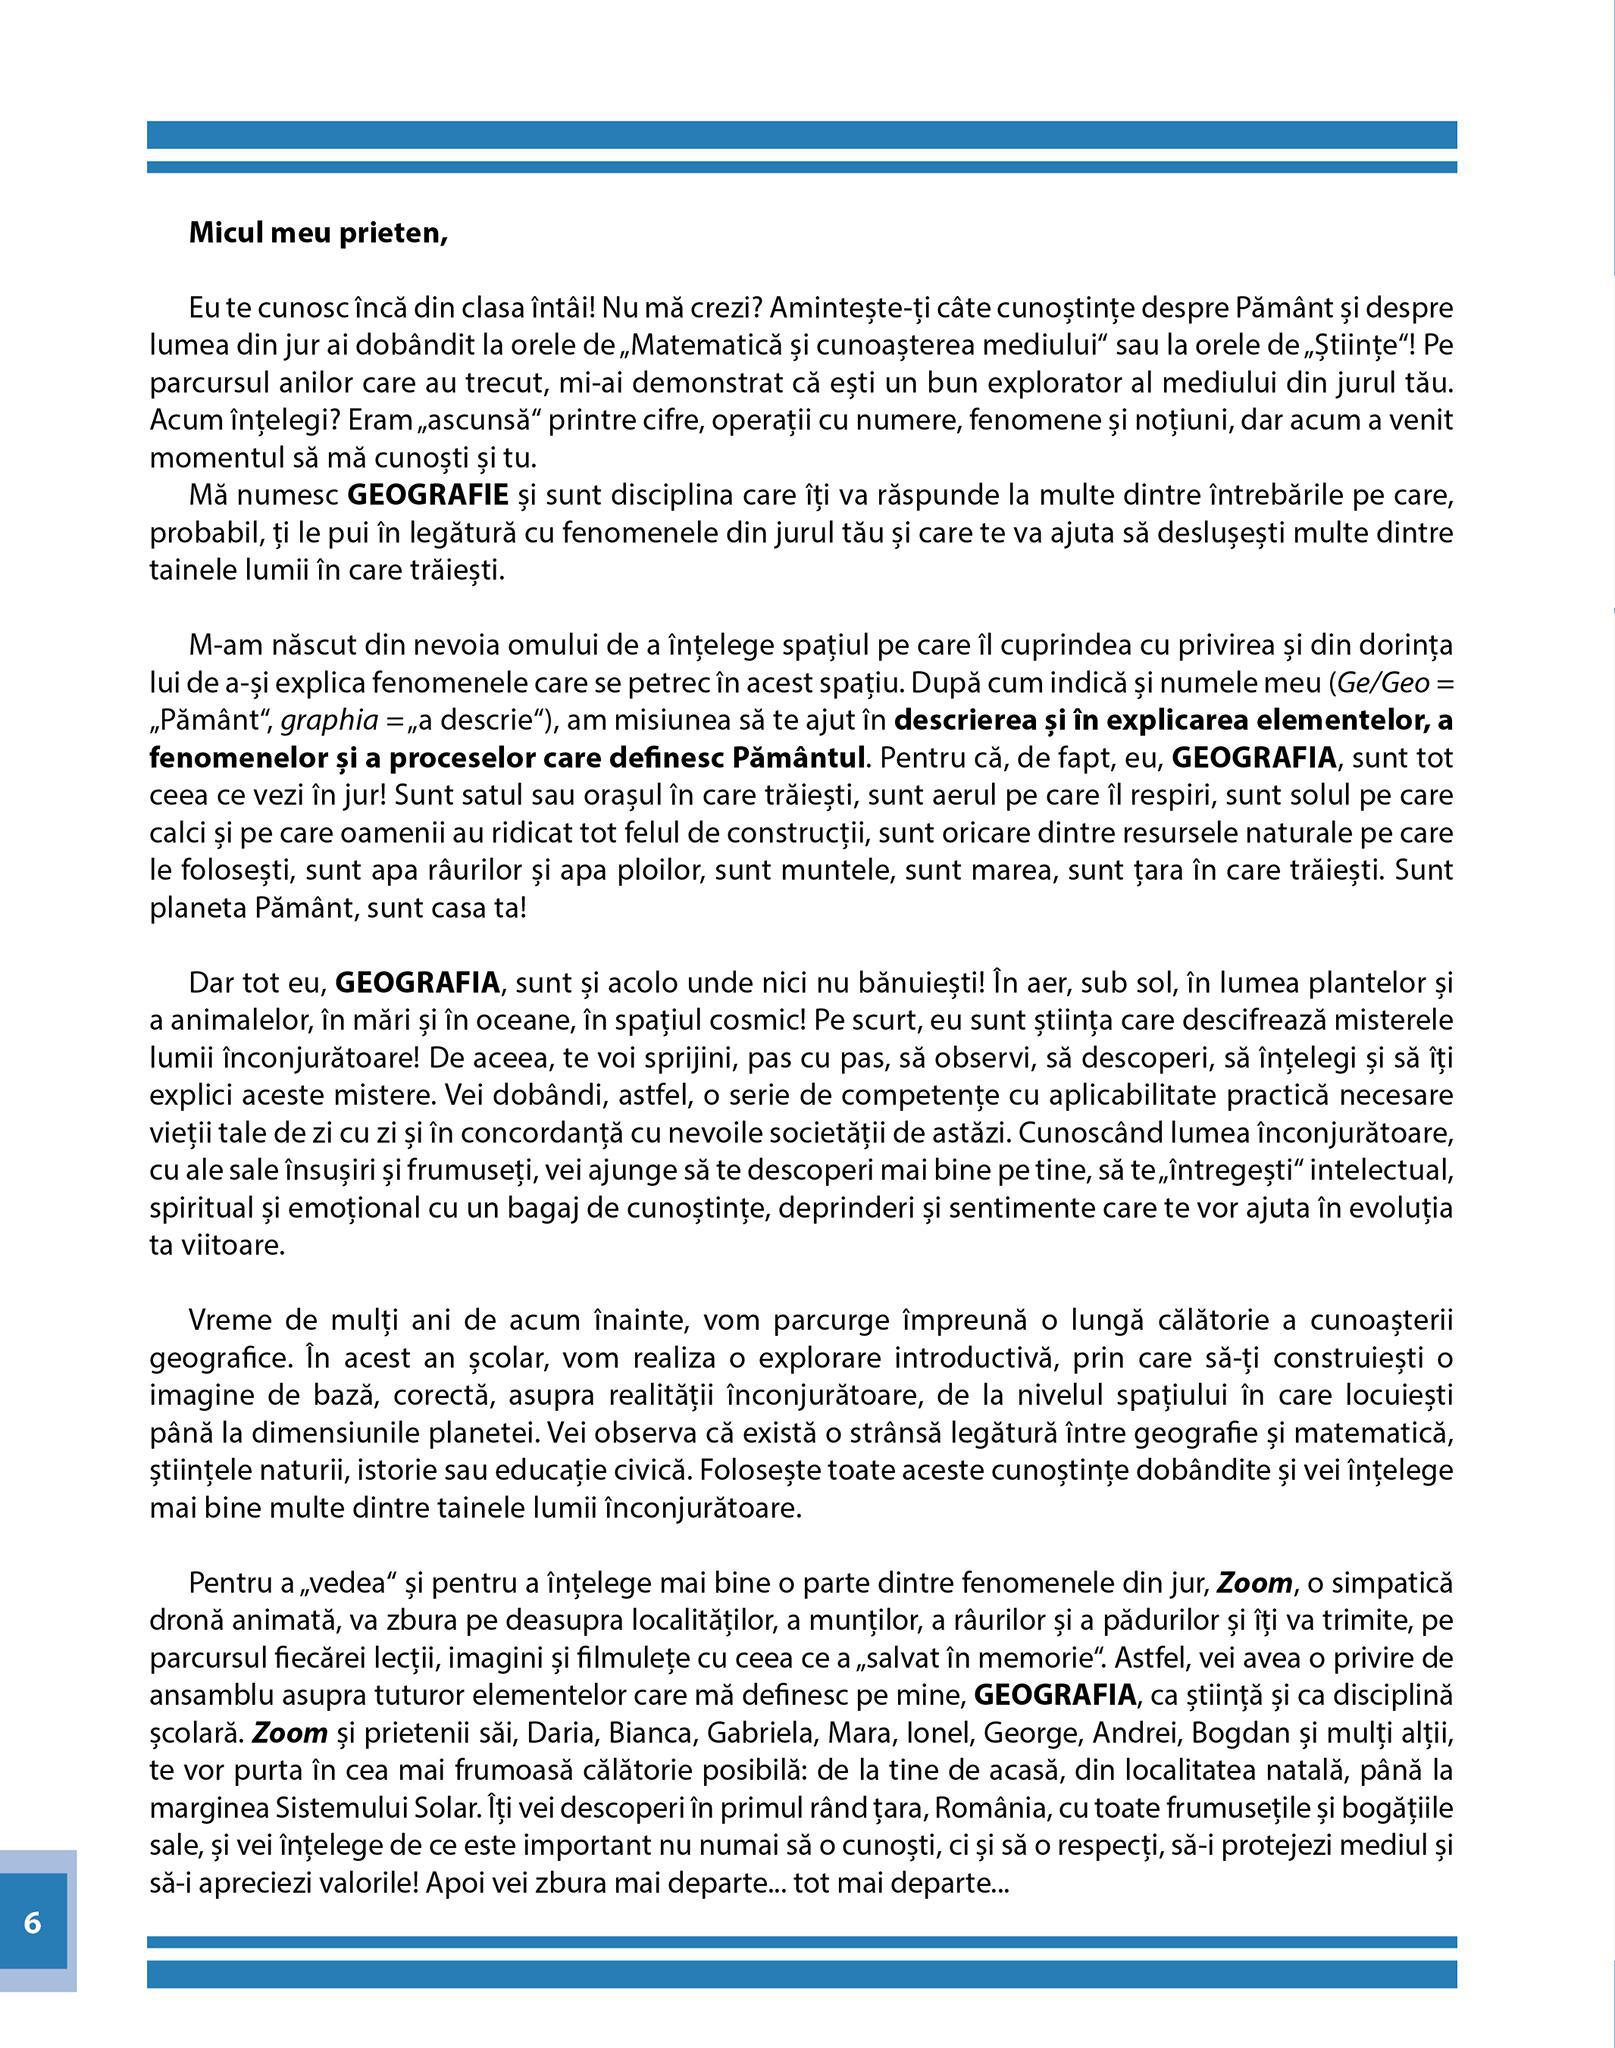 Micul meu prieten,
Eu te cunosc încă din clasa întâi! Nu mă crezi? Amintește-ți câte cunoștințe despre Pământ și despre
lumea din jur ai dobândit la orele de „Matematică și cunoașterea mediului“ sau la orele de „Științe“! Pe
parcursul anilor care au trecut, mi-ai demonstrat că ești un bun explorator al mediului din jurul tău.
Acum înțelegi? Eram „ascunsă“ printre cifre, operații cu numere, fenomene și noțiuni, dar acum a venit
momentul să mă cunoști și tu.
Mă numesc GEOGRAFIE și sunt disciplina care îți va răspunde la multe dintre întrebările pe care,
probabil, ți le pui în legătură cu fenomenele din jurul tău și care te va ajuta să deslușești multe dintre
tainele lumii în care trăiești.
M-am născut din nevoia omului de a înțelege spațiul pe care îl cuprindea cu privirea și din dorința
lui de a-și explica fenomenele care se petrec în acest spațiu. După cum indică și numele meu (Ge/Geo =
„Pământ“, graphia = „a descrie“), am misiunea să te ajut în descrierea și în explicarea elementelor, a
fenomenelor și a proceselor care definesc Pământul. Pentru că, de fapt, eu, GEOGRAFIA, sunt tot
ceea ce vezi în jur! Sunt satul sau orașul în care trăiești, sunt aerul pe care îl respiri, sunt solul pe care
calci și pe care oamenii au ridicat tot felul de construcții, sunt oricare dintre resursele naturale pe care
le folosești, sunt apa râurilor și apa ploilor, sunt muntele, sunt marea, sunt țara în care trăiești. Sunt
planeta Pământ, sunt casa ta!
Dar tot eu, GEOGRAFIA, sunt și acolo unde nici nu bănuiești! În aer, sub sol, în lumea plantelor și
a animalelor, în mări și în oceane, în spațiul cosmic! Pe scurt, eu sunt știința care descifrează misterele
lumii înconjurătoare! De aceea, te voi sprijini, pas cu pas, să observi, să descoperi, să înțelegi și să îți
explici aceste mistere. Vei dobândi, astfel, o serie de competențe cu aplicabilitate practică necesare
vieții tale de zi cu zi și în concordanță cu nevoile societății de astăzi. Cunoscând lumea înconjurătoare,
cu ale sale însușiri și frumuseți, vei ajunge să te descoperi mai bine pe tine, să te „întregești“ intelectual,
spiritual și emoțional cu un bagaj de cunoștințe, deprinderi și sentimente care te vor ajuta în evoluția
ta viitoare.
Vreme de mulți ani de acum înainte, vom parcurge împreună o lungă călătorie a cunoașterii
geografice. În acest an școlar, vom realiza o explorare introductivă, prin care să-ți construiești o
imagine de bază, corectă, asupra realității înconjurătoare, de la nivelul spațiului în care locuiești
până la dimensiunile planetei. Vei observa că există o strânsă legătură între geografie și matematică,
științele naturii, istorie sau educație civică. Folosește toate aceste cunoștințe dobândite și vei înțelege
mai bine multe dintre tainele lumii înconjurătoare.
Pentru a „vedea“ și pentru a înțelege mai bine o parte dintre fenomenele din jur, Zoom, o simpatică
dronă animată, va zbura pe deasupra localităților, a munților, a râurilor și a pădurilor și îți va trimite, pe
parcursul fiecărei lecții, imagini și filmulețe cu ceea ce a „salvat în memorie“. Astfel, vei avea o privire de
ansamblu asupra tuturor elementelor care mă definesc pe mine, GEOGRAFIA, ca știință și ca disciplină
școlară. Zoom și prietenii săi, Daria, Bianca, Gabriela, Mara, Ionel, George, Andrei, Bogdan și mulți alții,
te vor purta în cea mai frumoasă călătorie posibilă: de la tine de acasă, din localitatea natală, până la
marginea Sistemului Solar. Îți vei descoperi în primul rând țara, România, cu toate frumusețile și bogățiile
sale, și vei înțelege de ce este important nu numai să o cunoști, ci și să o respecți, să-i protejezi mediul și
să-i apreciezi valorile! Apoi vei zbura mai departe... tot mai departe...
6